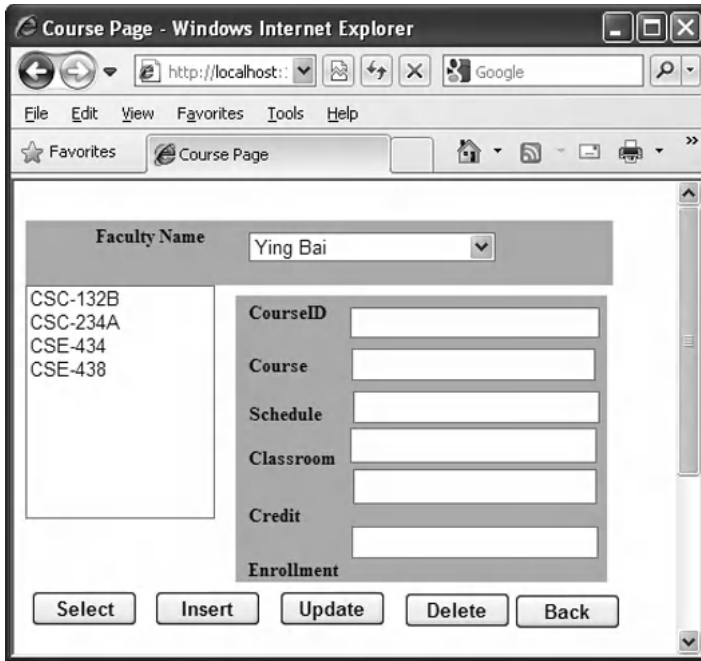 Course Page - Windows Internet Explorer
http://localhost::
Google
File Edit View Favorites Tools Help
Favorites
Course Page
»
Faculty Name
Ying Bai
CSC-132B
CSC-234A
CSE-434
CSE-438
CourseID
Course
Schedule
Classroom
Credit
Enrollment
Select Insert Update Delete Back